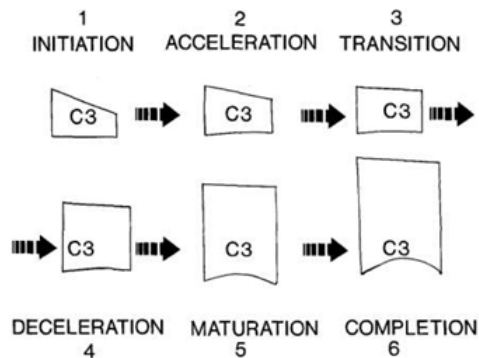 1 2 3
INITIATION ACCELERATION TRANSITION
C3 C3 C3
C3 C3 C3
DECELERATION MATURATION COMPLETION
4 5 6